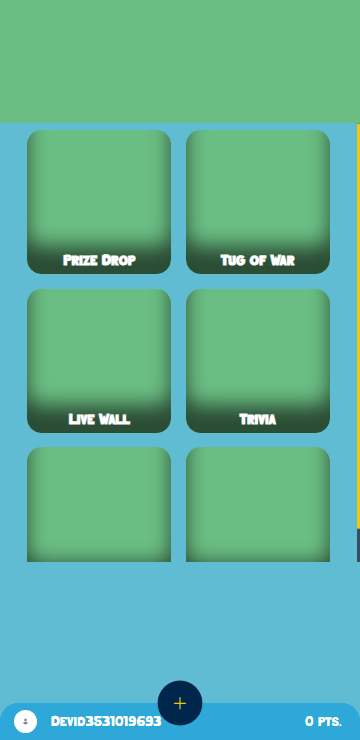 Prize Drop
Tug of War
Live Wall
Trivia
Devid3531019693
0 pts.